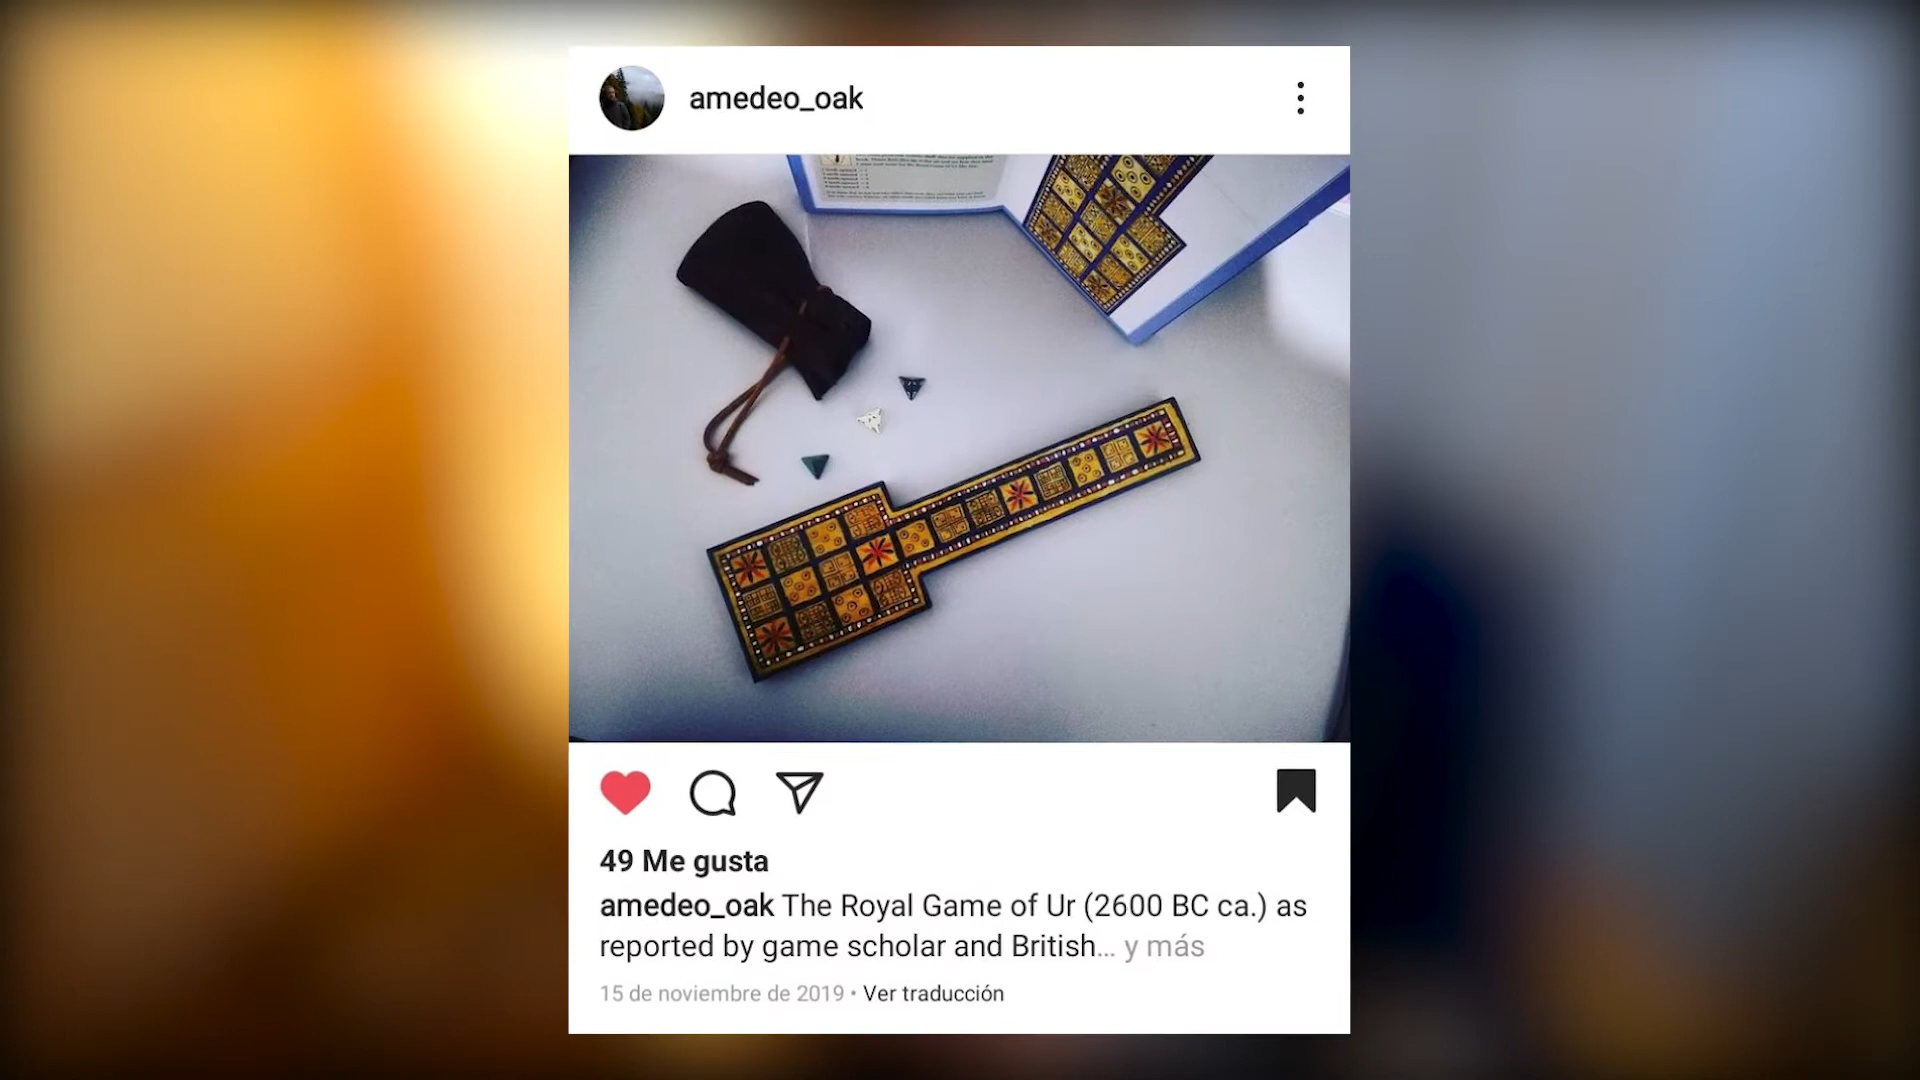 amedeo_oak
49 Me gusta
amedeo_oak The Royal Game of Ur (2600 BC ca.) as
reported by game scholar and British... y más
15 de noviembre de 2019 • Ver traducción